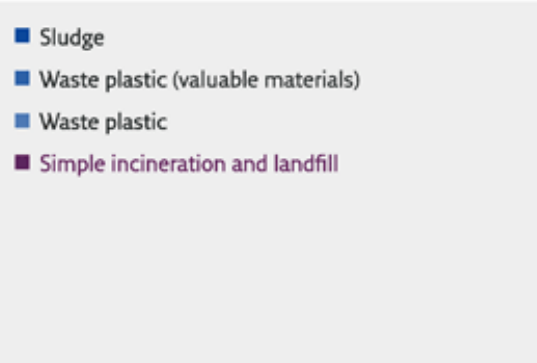 Sludge
Waste plastic (valuable materials)
Waste plastic
Simple incineration and landfill